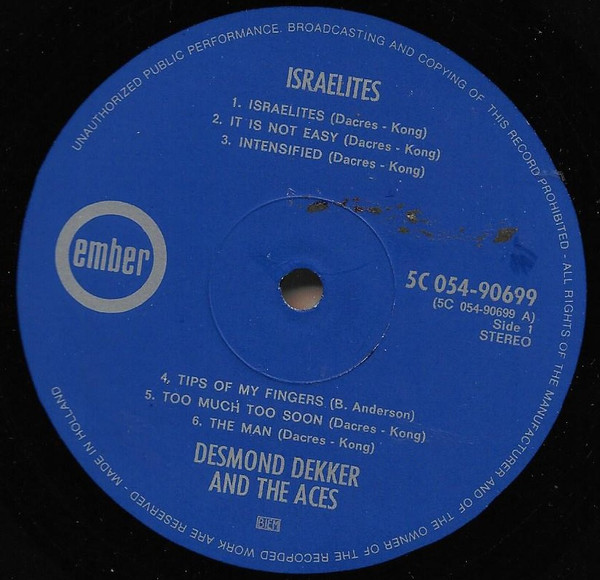 UNAUTHORIZED PUBLIC PERFORMANCE. BROADCASTING AND COPYING OF THIS RECORD PROHIBITED - ALL RIGHTS OF THE MANUFACTURER AND OF THE OWNER OF THE RECORDED WORK ARE RESERVED - MADE IN HOLLAND
ISRAELITES
1. ISRAELITES (Dacres - Kong)
2. IT IS NOT EASY (Dacres - Kong)
3. INTENSIFIED (Dacres - Kong)
ember
5C 054-90699
(5C 054-90699 A)
Side 1
STEREO
4, TIPS OF MY FINGERS (B. Anderson)
5. TOO MUCH TOO SOON (Dacres - Kong)
6. THE MAN (Dacres - Kong)
DESMOND DEKKER
AND THE ACES
BIEM